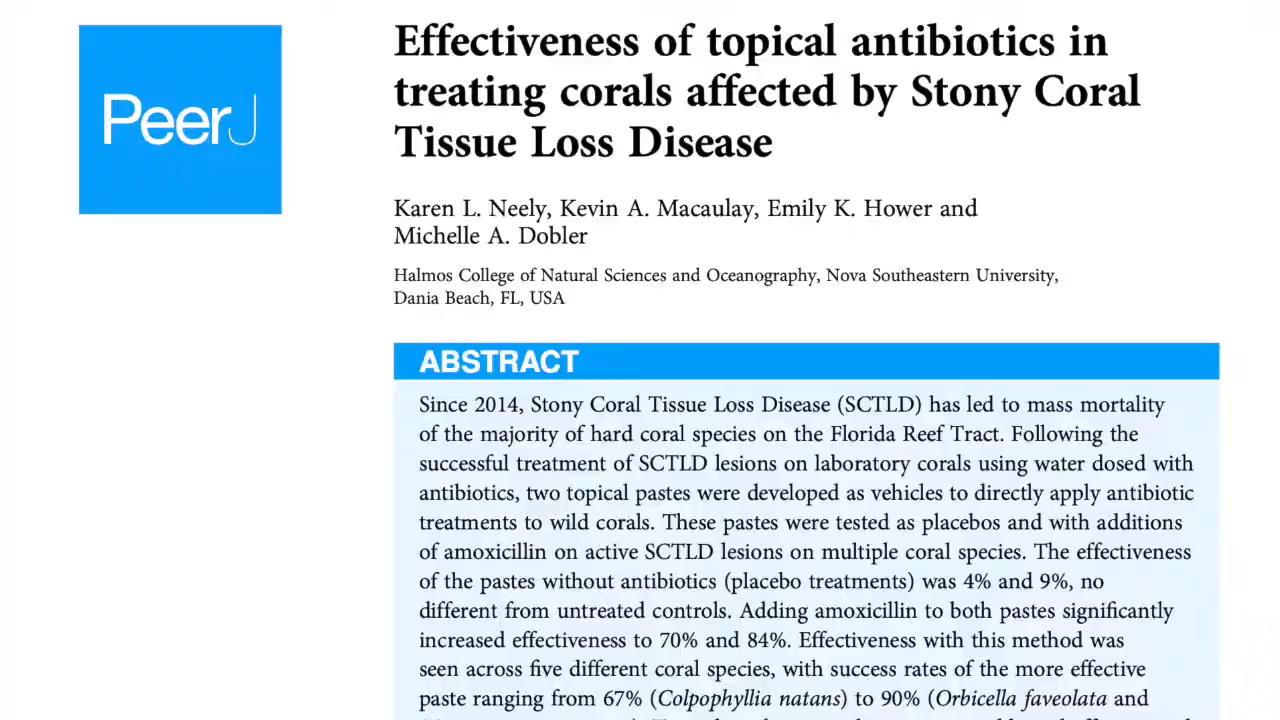 PeerJ
Effectiveness of topical antibiotics in
treating corals affected by Stony Coral
Tissue Loss Disease
Karen L. Neely, Kevin A. Macaulay, Emily K. Hower and
Michelle A. Dobler
Halmos College of Natural Sciences and Oceanography, Nova Southeastern University,
Dania Beach, FL, USA
ABSTRACT
Since 2014, Stony Coral Tissue Loss Disease (SCTLD) has led to mass mortality
of the majority of hard coral species on the Florida Reef Tract. Following the
successful treatment of SCTLD lesions on laboratory corals using water dosed with
antibiotics, two topical pastes were developed as vehicles to directly apply antibiotic
treatments to wild corals. These pastes were tested as placebos and with additions
of amoxicillin on active SCTLD lesions on multiple coral species. The effectiveness
of the pastes without antibiotics (placebo treatments) was 4% and 9%, no
different from untreated controls. Adding amoxicillin to both pastes significantly
increased effectiveness to 70% and 84%. Effectiveness with this method was
seen across five different coral species, with success rates of the more effective
paste ranging from 67% (Colpophyllia natans) to 90% (Orbicella faveolata and